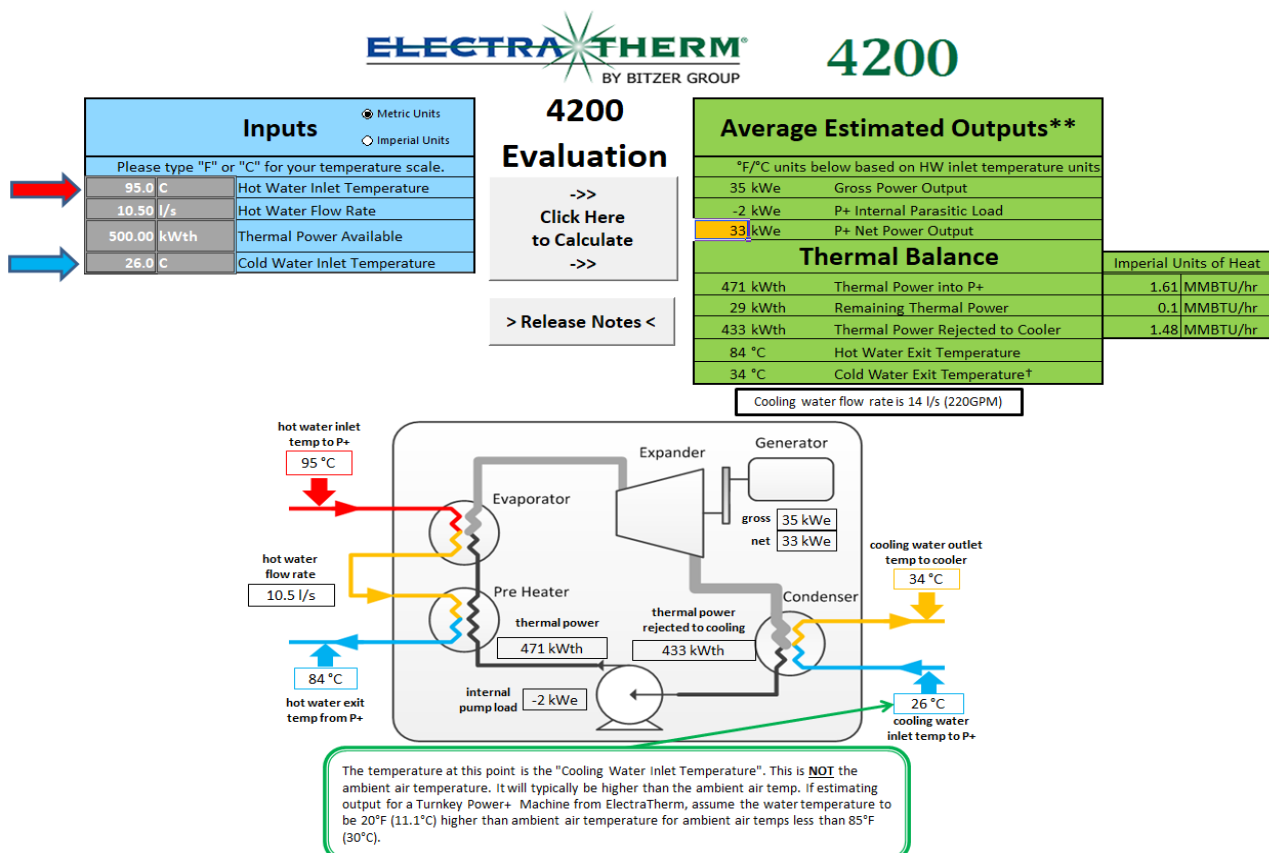 ELECTRATHERM®
BY BITZER GROUP
4200
Inputs
Metric Units
Imperial Units
Please type "F" or "C" for your temperature scale.
95.0 C Hot Water Inlet Temperature
10.50 l/s Hot Water Flow Rate
500.00 kWth Thermal Power Available
26.0 C Cold Water Inlet Temperature
4200
Evaluation
->>
Click Here
to Calculate
->>
> Release Notes <
Average Estimated Outputs**
°F/°C units below based on HW inlet temperature units
35 kWe Gross Power Output
-2 kWe P+ Internal Parasitic Load
33 kWe P+ Net Power Output
Thermal Balance
Imperial Units of Heat
471 kWth Thermal Power into P+ 1.61 MMBTU/hr
29 kWth Remaining Thermal Power 0.1 MMBTU/hr
433 kWth Thermal Power Rejected to Cooler 1.48 MMBTU/hr
84 °C Hot Water Exit Temperature
34 °C Cold Water Exit Temperature†
Cooling water flow rate is 14 l/s (220GPM)
hot water inlet
temp to P+
95 °C
Evaporator
Expander
Generator
gross 35 kWe
net 33 kWe
hot water
flow rate
10.5 l/s
cooling water outlet
temp to cooler
34 °C
Pre Heater
Condenser
thermal power
471 kWth
thermal power
rejected to cooling
433 kWth
84 °C
hot water exit
temp from P+
internal
pump load
-2 kWe
26 °C
cooling water
inlet temp to P+
The temperature at this point is the "Cooling Water Inlet Temperature". This is NOT the
ambient air temperature. It will typically be higher than the ambient air temp. If estimating
output for a Turnkey Power+ Machine from ElectraTherm, assume the water temperature to
be 20°F (11.1°C) higher than ambient air temperature for ambient air temps less than 85°F
(30°C).